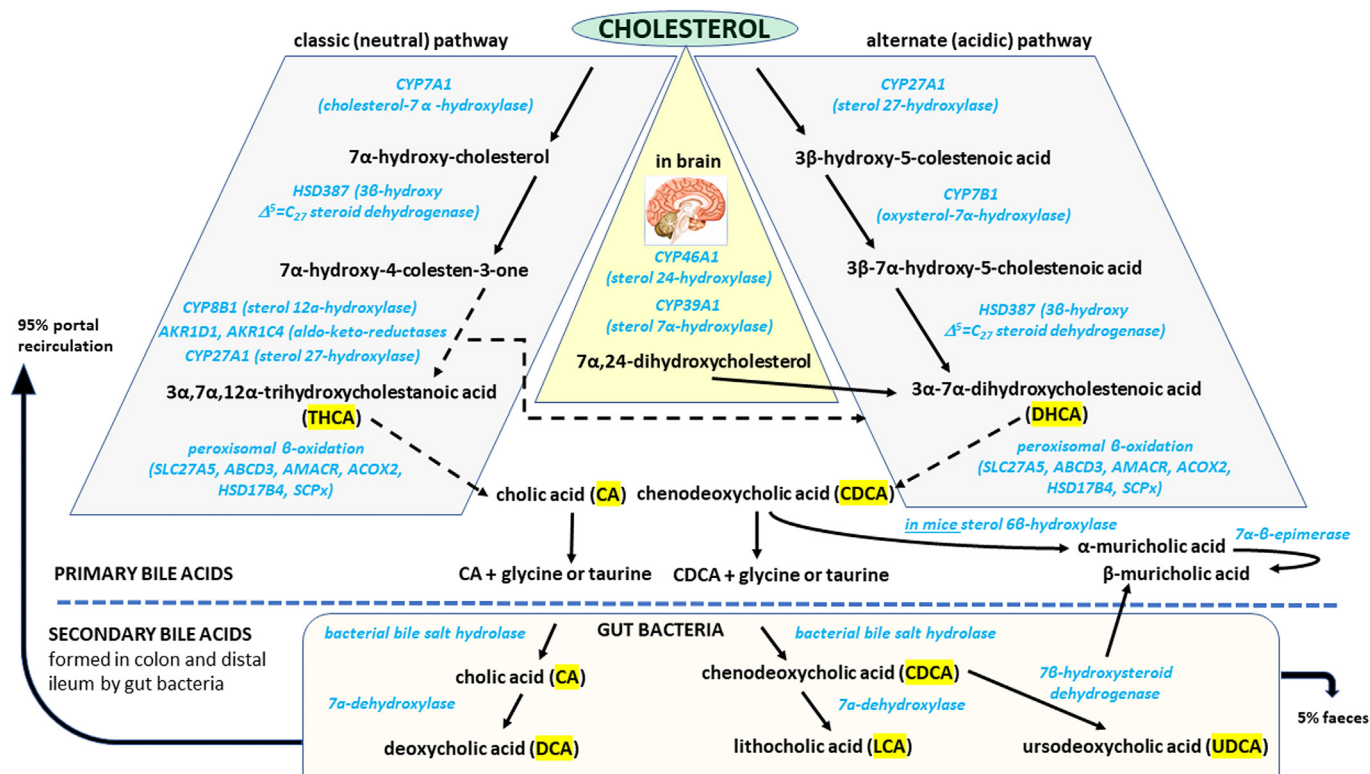 CHOLESTEROL
classic (neutral) pathway
alternate (acidic) pathway
CYP7A1
(cholesterol-7 α -hydroxylase)
7α-hydroxy-cholesterol
HSD387 (3β-hydroxy
Δ⁵=C₂₇ steroid dehydrogenase)
7α-hydroxy-4-colesten-3-one
CYP8B1 (sterol 12a-hydroxylase)
AKR1D1, AKR1C4 (aldo-keto-reductases
CYP27A1 (sterol 27-hydroxylase)
3α,7α,12α-trihydroxycholestanoic acid
(THCA)
peroxisomal β-oxidation
(SLC27A5, ABCD3, AMACR, ACOX2,
HSD17B4, SCPx)
in brain
CYP46A1
(sterol 24-hydroxylase)
CYP39A1
(sterol 7α-hydroxylase)
7α,24-dihydroxycholesterol
CYP27A1
(sterol 27-hydroxylase)
3β-hydroxy-5-colestenoic acid
CYP7B1
(oxysterol-7α-hydroxylase)
3β-7α-hydroxy-5-cholestenoic acid
HSD387 (3β-hydroxy
Δ⁵=C₂₇ steroid dehydrogenase)
3α-7α-dihydroxycholestenoic acid
(DHCA)
peroxisomal β-oxidation
(SLC27A5, ABCD3, AMACR, ACOX2,
HSD17B4, SCPx)
95% portal
recirculation
cholic acid (CA)
chenodeoxycholic acid (CDCA)
in mice sterol 6β-hydroxylase
α-muricholic acid
7α-β-epimerase
β-muricholic acid
CA + glycine or taurine
CDCA + glycine or taurine
PRIMARY BILE ACIDS
SECONDARY BILE ACIDS
formed in colon and distal
ileum by gut bacteria
GUT BACTERIA
bacterial bile salt hydrolase
bacterial bile salt hydrolase
cholic acid (CA)
chenodeoxycholic acid (CDCA)
7β-hydroxysteroid
dehydrogenase
7a-dehydroxylase
7a-dehydroxylase
deoxycholic acid (DCA)
lithocholic acid (LCA)
ursodeoxycholic acid (UDCA)
5% faeces